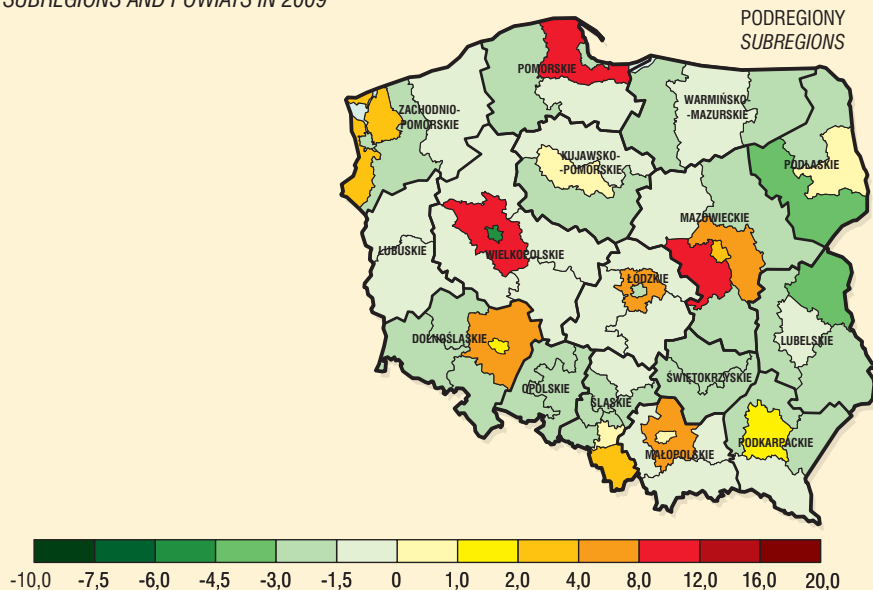 SUBREGIONS AND POWIATS IN 2009
PODREGIONY
SUBREGIONS
POMORSKIE
ZACHODNIO-
POMORSKIE
WARMIŃSKO-
-MAZURSKIE
KUJAWSKO-
-POMORSKIE
PODLASKIE
MAZOWIECKIE
LUBUSKIE
WIELKOPOLSKIE
ŁÓDZKIE
DOLNOŚLĄSKIE
LUBELSKIE
OPOLSKIE
ŚLĄSKIE
ŚWIĘTOKRZYSKIE
MAŁOPOLSKIE
PODKARPACKIE
-10,0 -7,5 -6,0 -4,5 -3,0 -1,5 0 1,0 2,0 4,0 8,0 12,0 16,0 20,0